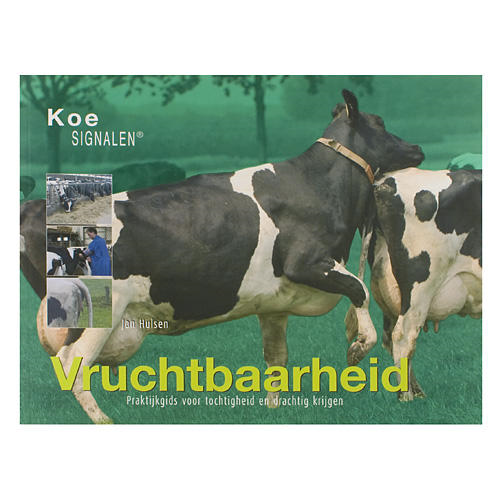 Koe
SIGNALEN®
Jan Hulsen
Vruchtbaarheid
Praktijkgids voor tochtigheid en drachtig krijgen